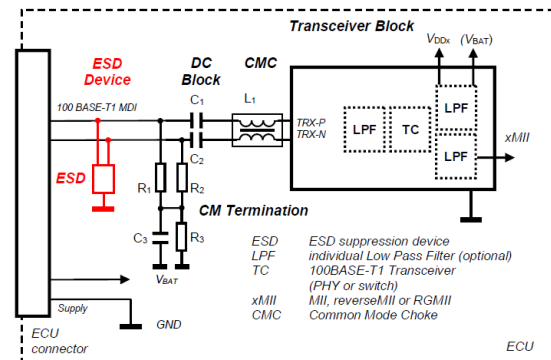 Transceiver Block
ESD
Device
DC
Block
CMC
VDDx
(VBAT)
100 BASE-T1 MDI
C1
L1
TRX-P
TRX-N
LPF
TC
LPF
LPF
xMII
ESD
R1
C2
R2
CM Termination
C3
R3
VBAT
Supply
GND
ECU
connector
ESD ESD suppression device
LPF individual Low Pass Filter (optional)
TC 100BASE-T1 Transceiver
(PHY or switch)
xMII MII, reverseMII or RGMII
CMC Common Mode Choke
ECU